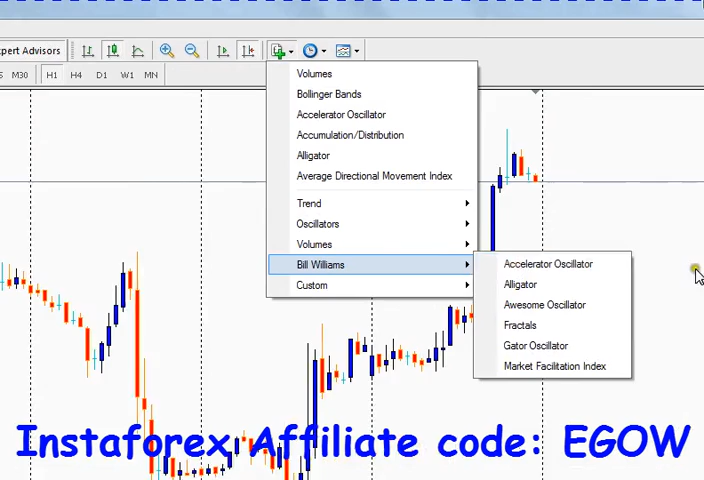 xpert Advisors
M30 H1 H4 D1 W1 MN
Volumes
Bollinger Bands
Accelerator Oscillator
Accumulation/Distribution
Alligator
Average Directional Movement Index
Trend
Oscillators
Volumes
Bill Williams
Custom
Accelerator Oscillator
Alligator
Awesome Oscillator
Fractals
Gator Oscillator
Market Facilitation Index
Instaforex Affiliate code: EGOW